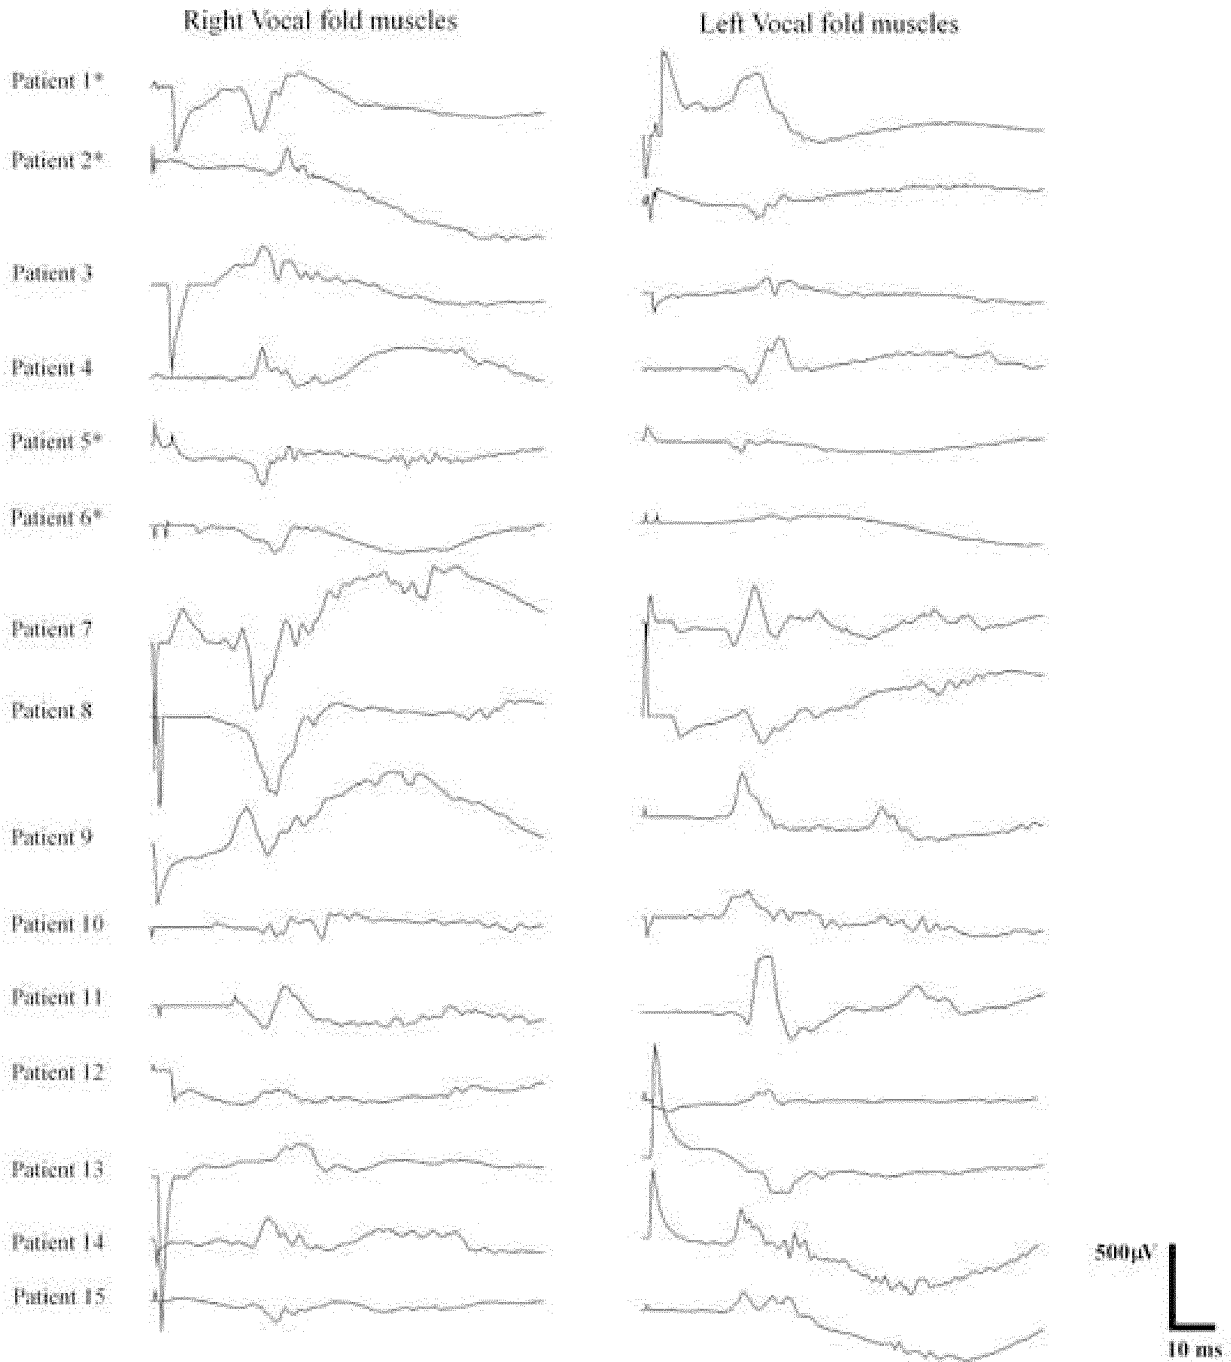 Right Vocal fold muscles
Left Vocal fold muscles
Patient 1*
Patient 2*
Patient 3
Patient 4
Patient 5*
Patient 6*
Patient 7
Patient 8
Patient 9
Patient 10
Patient 11
Patient 12
Patient 13
Patient 14
Patient 15
500µV
10 ms